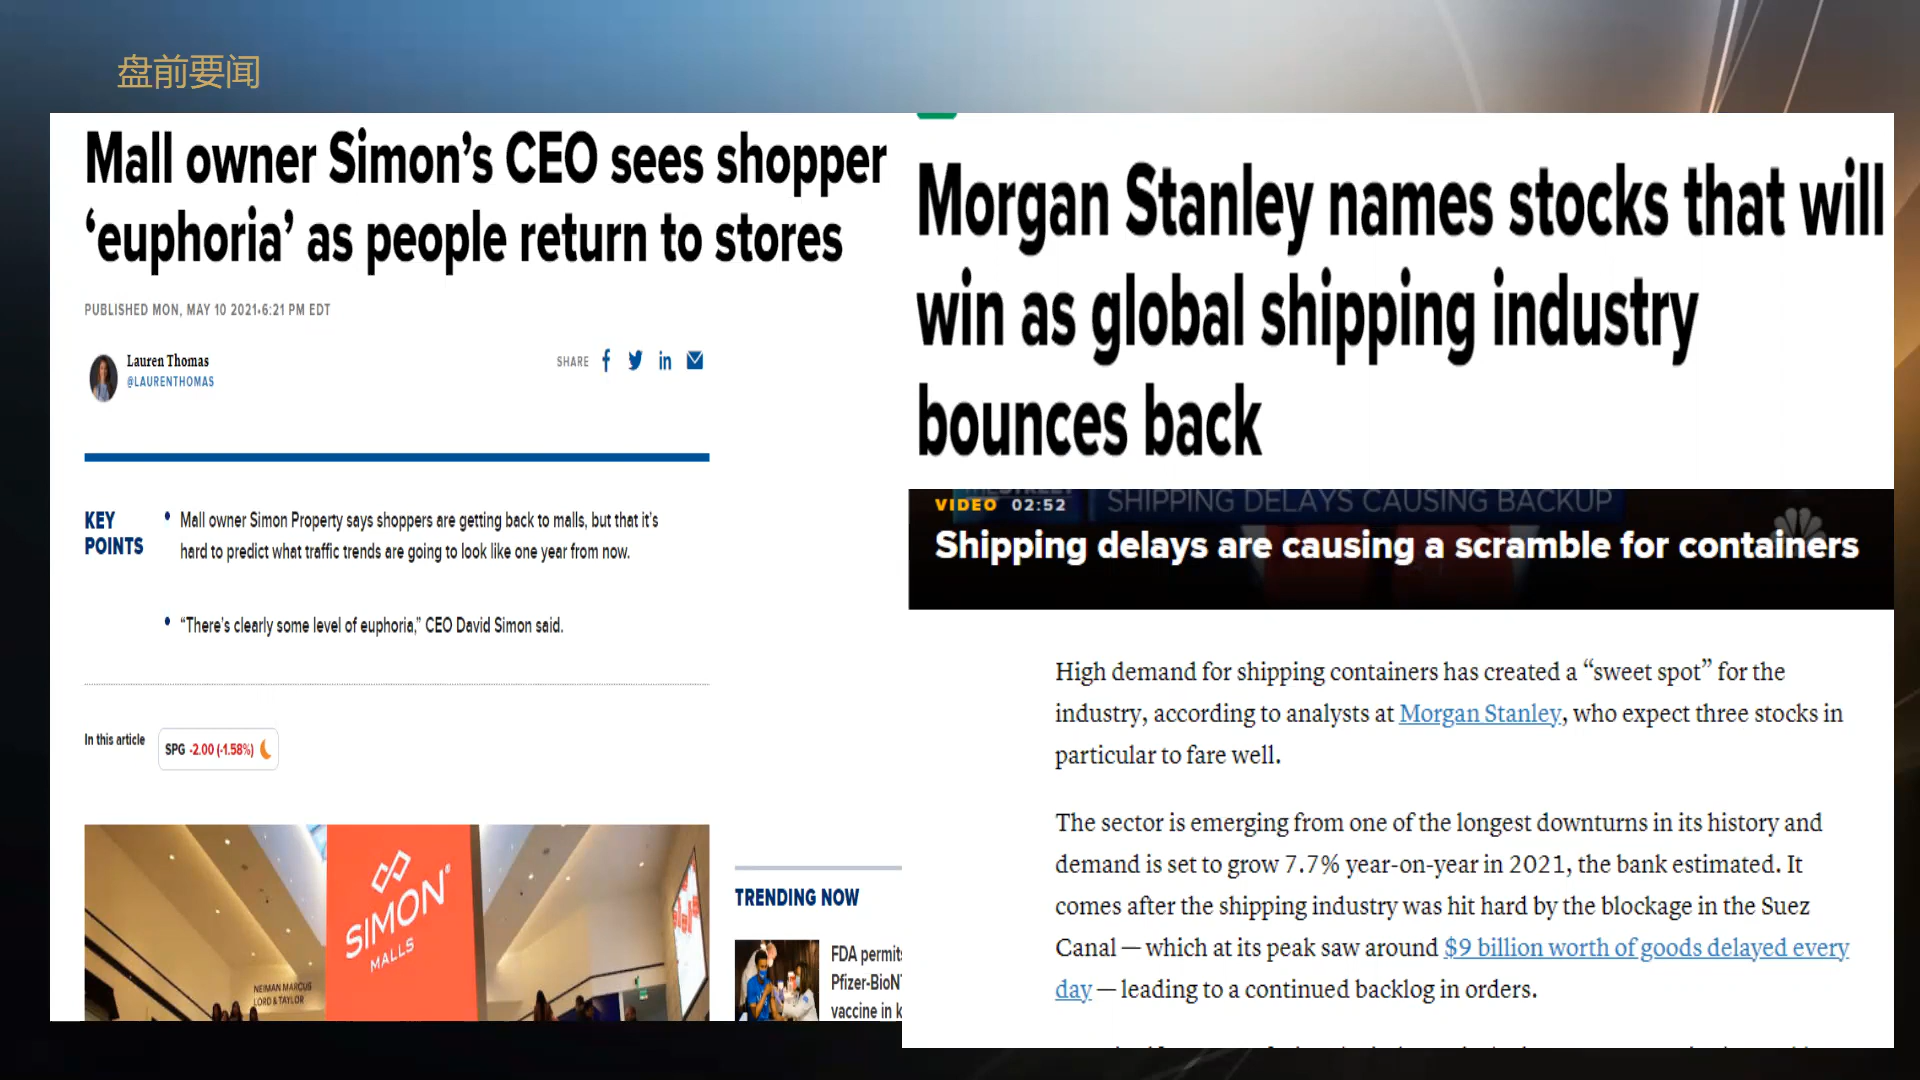 盘前要闻
Mall owner Simon’s CEO sees shopper
‘euphoria’ as people return to stores
PUBLISHED MON, MAY 10 2021•6:21 PM EDT
Lauren Thomas
@LAURENTHOMAS
SHARE
KEY
POINTS
• Mall owner Simon Property says shoppers are getting back to malls, but that it’s
hard to predict what traffic trends are going to look like one year from now.
• “There’s clearly some level of euphoria,” CEO David Simon said.
In this article
SPG -2.00 (-1.58%)
SIMON®
MALLS
NEIMAN MARCUS
LORD & TAYLOR
TRENDING NOW
FDA permits
Pfizer-BioNT
vaccine in k
Morgan Stanley names stocks that will
win as global shipping industry
bounces back
VIDEO 02:52
SHIPPING DELAYS CAUSING BACKUP
Shipping delays are causing a scramble for containers
High demand for shipping containers has created a “sweet spot” for the
industry, according to analysts at Morgan Stanley, who expect three stocks in
particular to fare well.
The sector is emerging from one of the longest downturns in its history and
demand is set to grow 7.7% year-on-year in 2021, the bank estimated. It
comes after the shipping industry was hit hard by the blockage in the Suez
Canal — which at its peak saw around $9 billion worth of goods delayed every
day — leading to a continued backlog in orders.